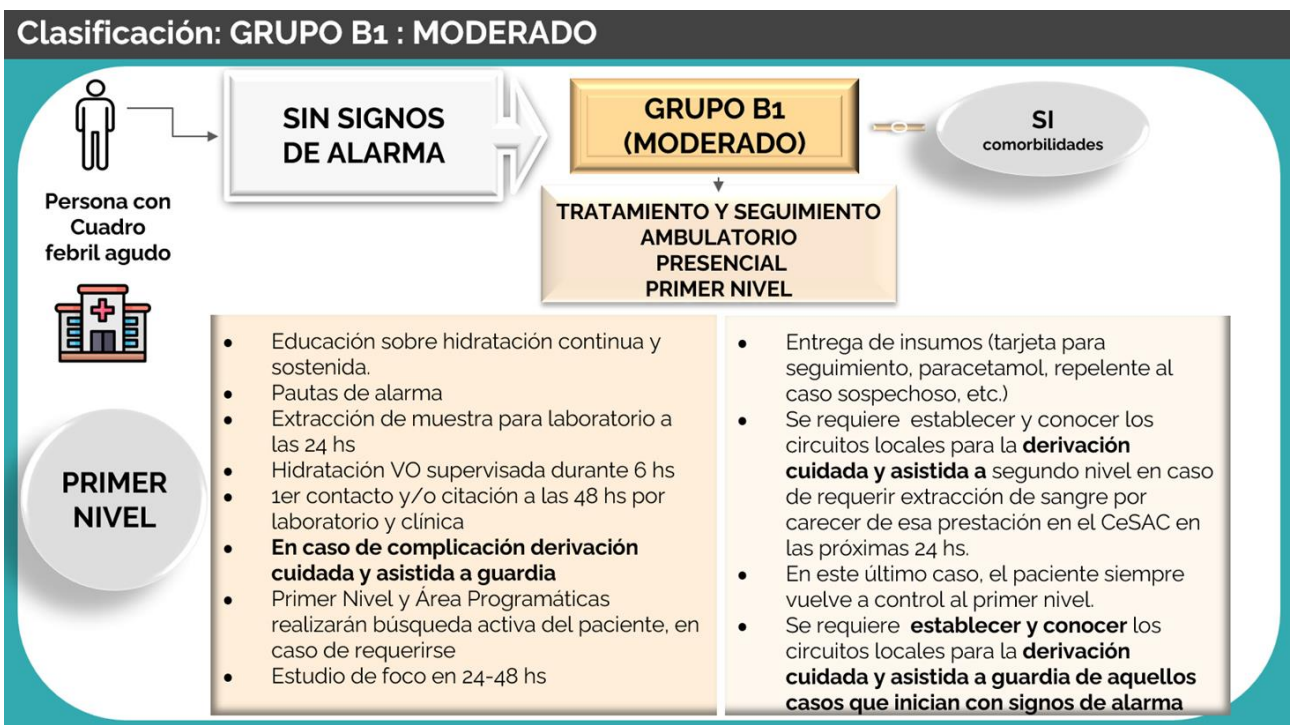 Clasificación: GRUPO B1 : MODERADO
Persona con
Cuadro
febril agudo
SIN SIGNOS
DE ALARMA
GRUPO B1
(MODERADO)
SI
comorbilidades
TRATAMIENTO Y SEGUIMIENTO
AMBULATORIO
PRESENCIAL
PRIMER NIVEL
PRIMER
NIVEL
● Educación sobre hidratación continua y
sostenida.
● Pautas de alarma
● Extracción de muestra para laboratorio a
las 24 hs
● Hidratación VO supervisada durante 6 hs
● 1er contacto y/o citación a las 48 hs por
laboratorio y clínica
● En caso de complicación derivación
cuidada y asistida a guardia
● Primer Nivel y Área Programáticas
realizarán búsqueda activa del paciente, en
caso de requerirse
● Estudio de foco en 24-48 hs
● Entrega de insumos (tarjeta para
seguimiento, paracetamol, repelente al
caso sospechoso, etc.)
● Se requiere establecer y conocer los
circuitos locales para la derivación
cuidada y asistida a segundo nivel en caso
de requerir extracción de sangre por
carecer de esa prestación en el CeSAC en
las próximas 24 hs.
● En este último caso, el paciente siempre
vuelve a control al primer nivel.
● Se requiere establecer y conocer los
circuitos locales para la derivación
cuidada y asistida a guardia de aquellos
casos que inician con signos de alarma